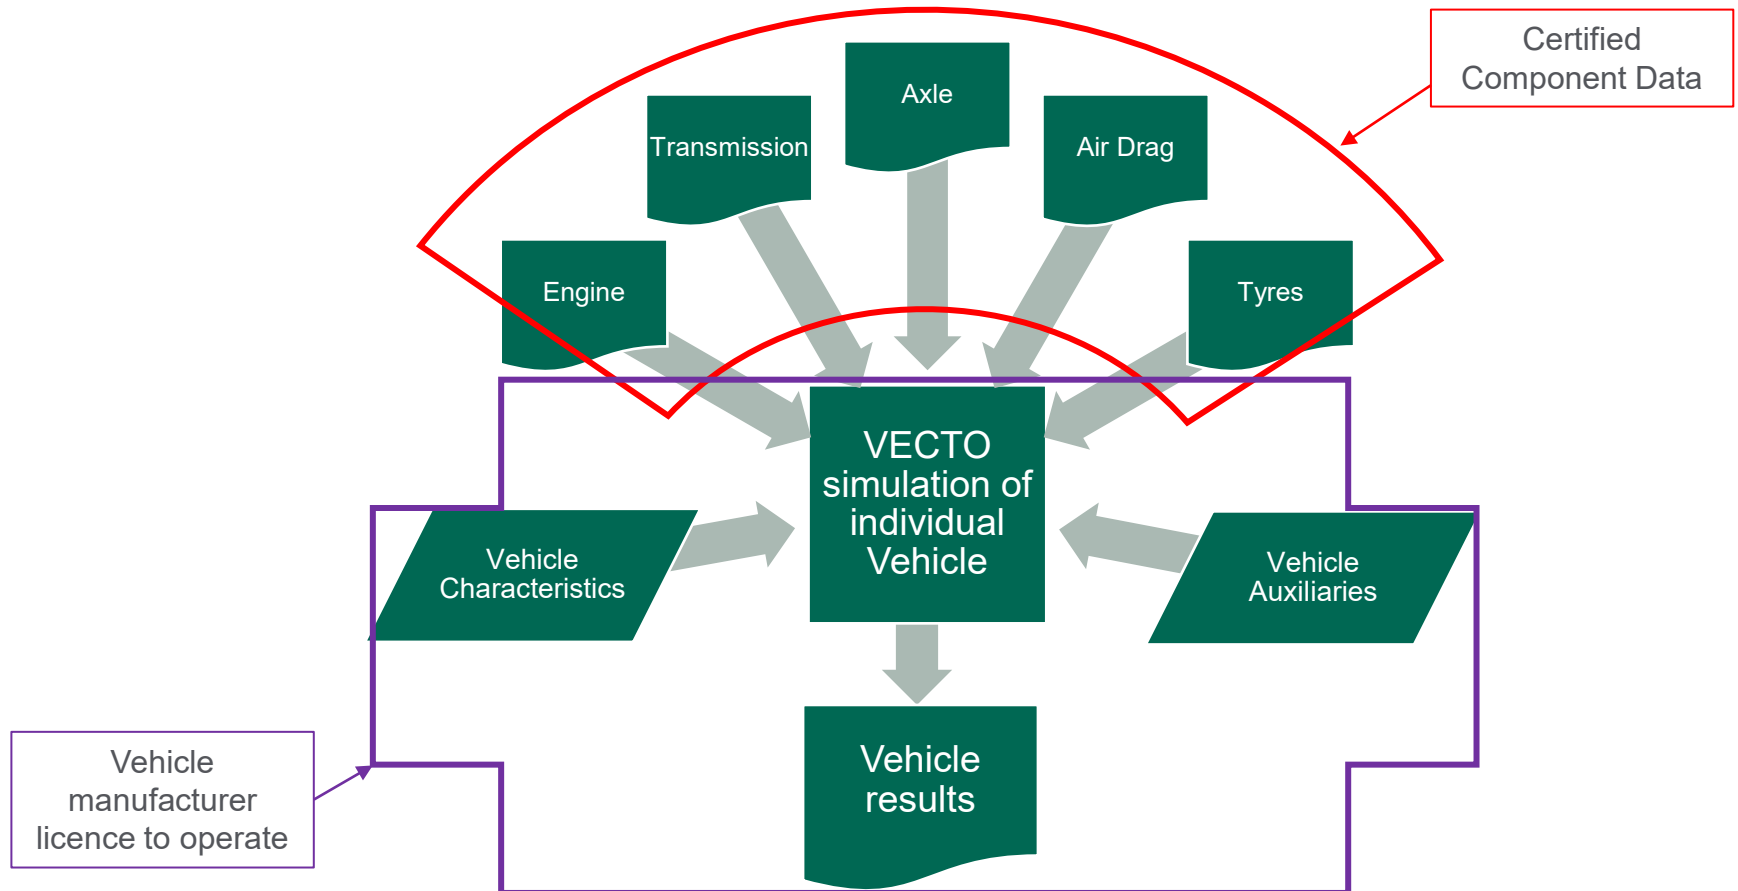 Certified
Component Data
Axle
Transmission
Air Drag
Engine
Tyres
VECTO
simulation of
individual
Vehicle
Vehicle
Characteristics
Vehicle
Auxiliaries
Vehicle
manufacturer
licence to operate
Vehicle
results